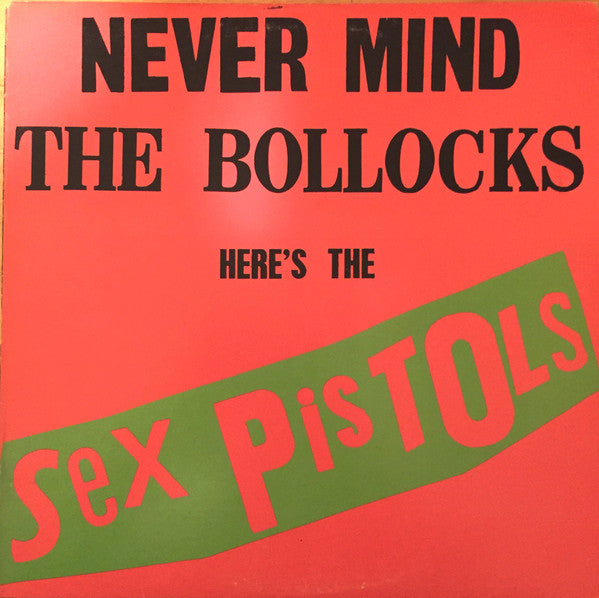 NEVER MIND
THE BOLLOCKS
HERE'S THE
Sex PiSTOLS